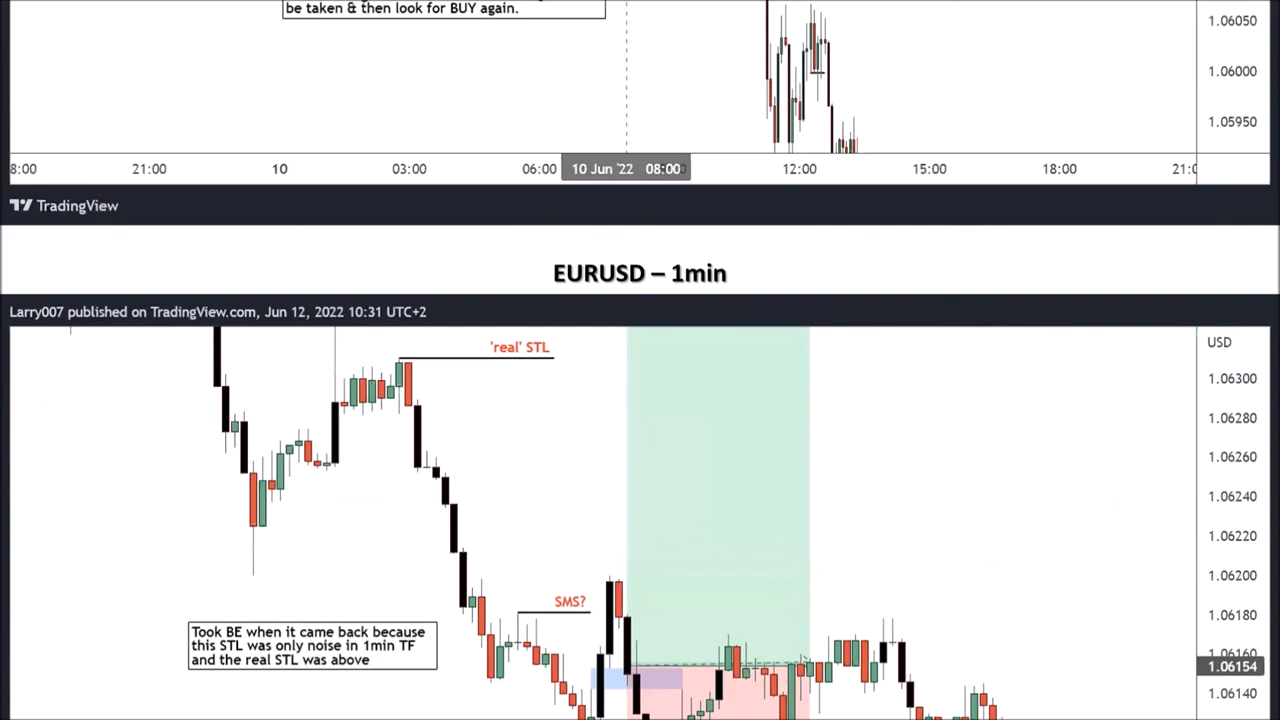 be taken & then look for BUY again.
1.06050
1.06000
1.05950
8:00 21:00 10 03:00 06:00 10 Jun '22 08:00 12:00 15:00 18:00 21:0
TradingView
EURUSD – 1min
Larry007 published on TradingView.com, Jun 12, 2022 10:31 UTC+2
'real' STL
USD
1.06300
1.06280
1.06260
1.06240
1.06220
1.06200
SMS?
1.06180
Took BE when it came back because
this STL was only noise in 1min TF
and the real STL was above
1.06160
1.06154
1.06140